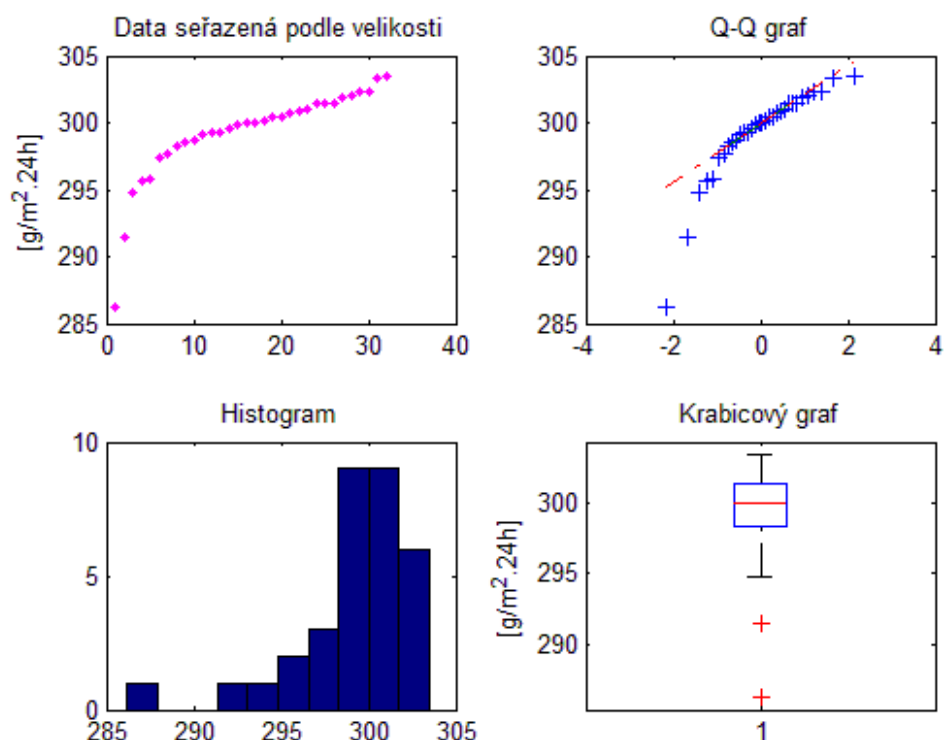 Data seřazená podle velikosti
305
300
295
290
285
[g/m².24h]
0 10 20 30 40
Q-Q graf
305
300
295
290
285
-4 -2 0 2 4
Histogram
10
5
0
285 290 295 300 305
Krabicový graf
300
295
290
[g/m².24h]
1